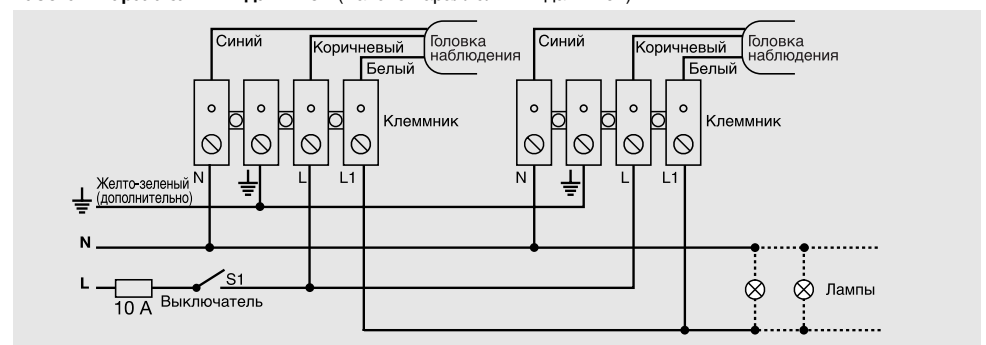 Синий
Коричневый
Белый
Головка
наблюдения
Клеммник
Синий
Коричневый
Белый
Головка
наблюдения
Клеммник
N
L
L1
N
L
L1
Желто-зеленый
(дополнительно)
N
L
S1
10 А
Выключатель
Лампы